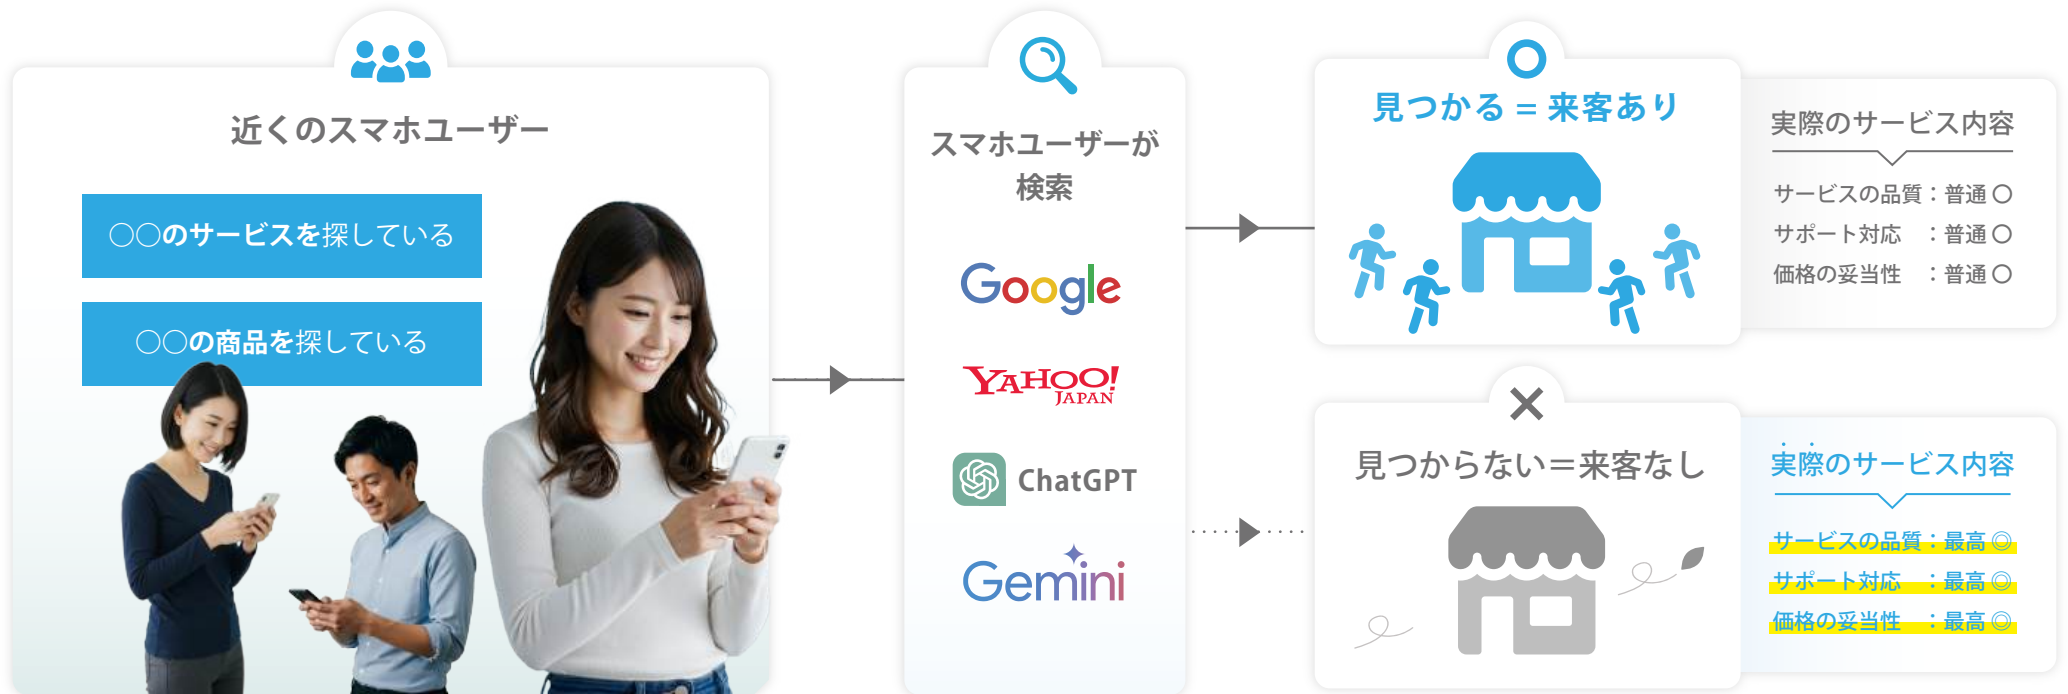 近くのスマホユーザー
〇〇のサービスを探している
〇〇の商品を探している
スマホユーザーが
検索
Google
YAHOO!
JAPAN
ChatGPT
Gemini
見つかる = 来客あり
実際のサービス内容
サービスの品質：普通 〇
サポート対応　：普通 〇
価格の妥当性　：普通 〇
見つからない＝来客なし
実際のサービス内容
サービスの品質：最高 ◎
サポート対応　：最高 ◎
価格の妥当性　：最高 ◎